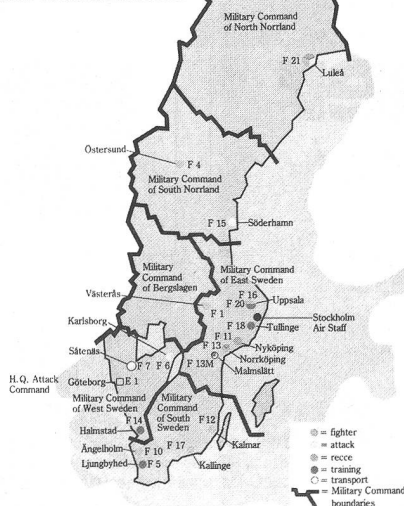 Military Command
of North Norrland
F 21
Luleå
Östersund
F 4
Military Command
of South Norrland
F 15
Söderhamn
Military
Command
of Bergslagen
Military Command
of East Sweden
Västerås
F 1
F 16
F 20
Uppsala
Karlsborg
F 18
Tullinge
Stockholm
Air Staff
F 11
F 13
Nyköping
Norrköping
Såtenäs
F 7
F 6
F 13M
Malmslätt
H.Q. Attack
Command
Göteborg
E 1
Military Command
of West Sweden
Military
Command
of South
Sweden
F 14
F 12
Halmstad
Kalmar
Ängelholm
F 10
F 17
Ljungbyhed
F 5
Kallinge
= fighter
= attack
= recce
= training
= transport
= Military Command
boundaries